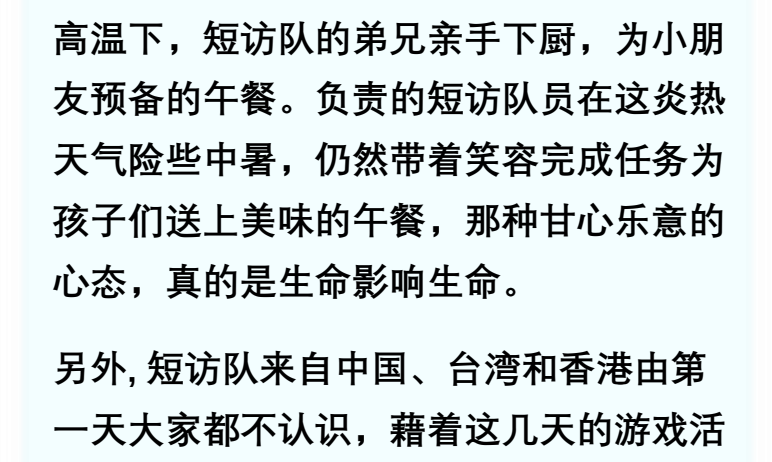 高温下，短访队的弟兄亲手下厨，为小朋
友预备的午餐。负责的短访队员在这炎热
天气险些中暑，仍然带着笑容完成任务为
孩子们送上美味的午餐，那种甘心乐意的
心态，真的是生命影响生命。
另外,短访队来自中国、台湾和香港由第
一天大家都不认识，藉着这几天的游戏活